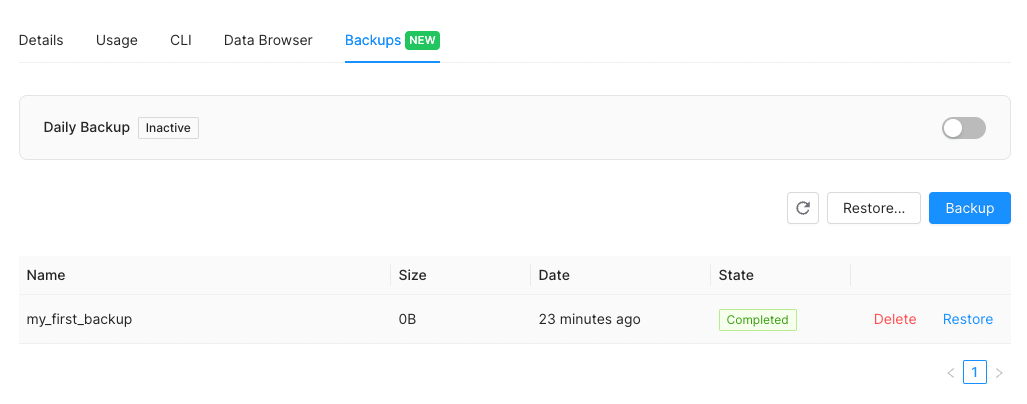 Details Usage CLI Data Browser Backups NEW
Daily Backup Inactive
Restore... Backup
Name Size Date State
my_first_backup 0B 23 minutes ago Completed Delete Restore
< 1 >